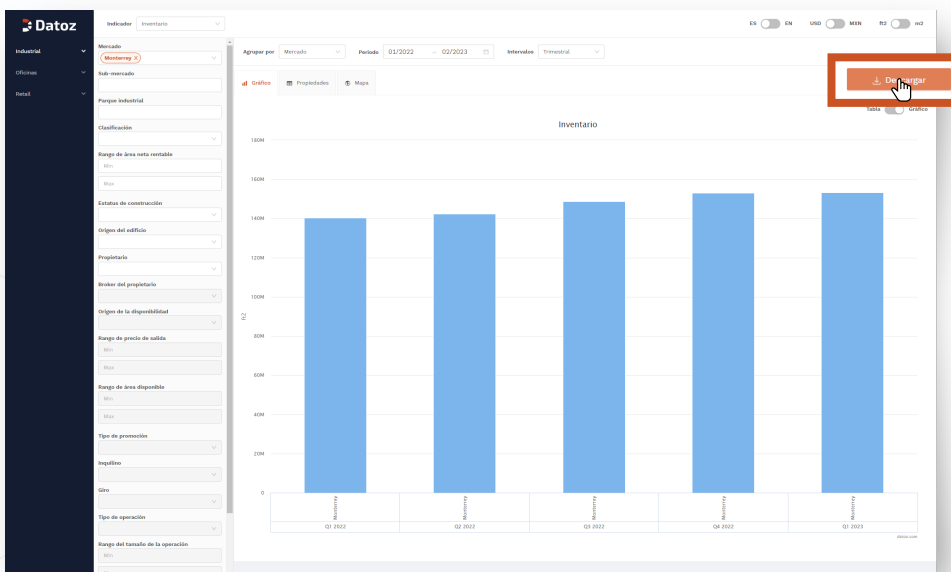 Datoz
Indicador
Inventario
ES
EN
USD
MXN
ft2
m2
Industrial
Oficinas
Retail
Mercado
Monterrey X
Sub-mercado
Parque industrial
Clasificación
Rango de área neta rentable
Min
Max
Estatus de construcción
Origen del edificio
Propietario
Broker del propietario
Origen de la disponibilidad
Rango de precio de salida
Min
Max
Rango de área disponible
Min
Max
Tipo de promoción
Inquilino
Giro
Tipo de operación
Rango del tamaño de la operación
Min
Agrupar por
Mercado
Periodo
01/2022
→
02/2023
Intervalos
Trimestral
Gráfico
Propiedades
Mapa
Descargar
Tabla
Gráfico
Inventario
180M
160M
140M
120M
100M
80M
60M
40M
20M
0
ft2
Monterrey
Monterrey
Monterrey
Monterrey
Monterrey
Q1 2022
Q2 2022
Q3 2022
Q4 2022
Q1 2023
datoz.com